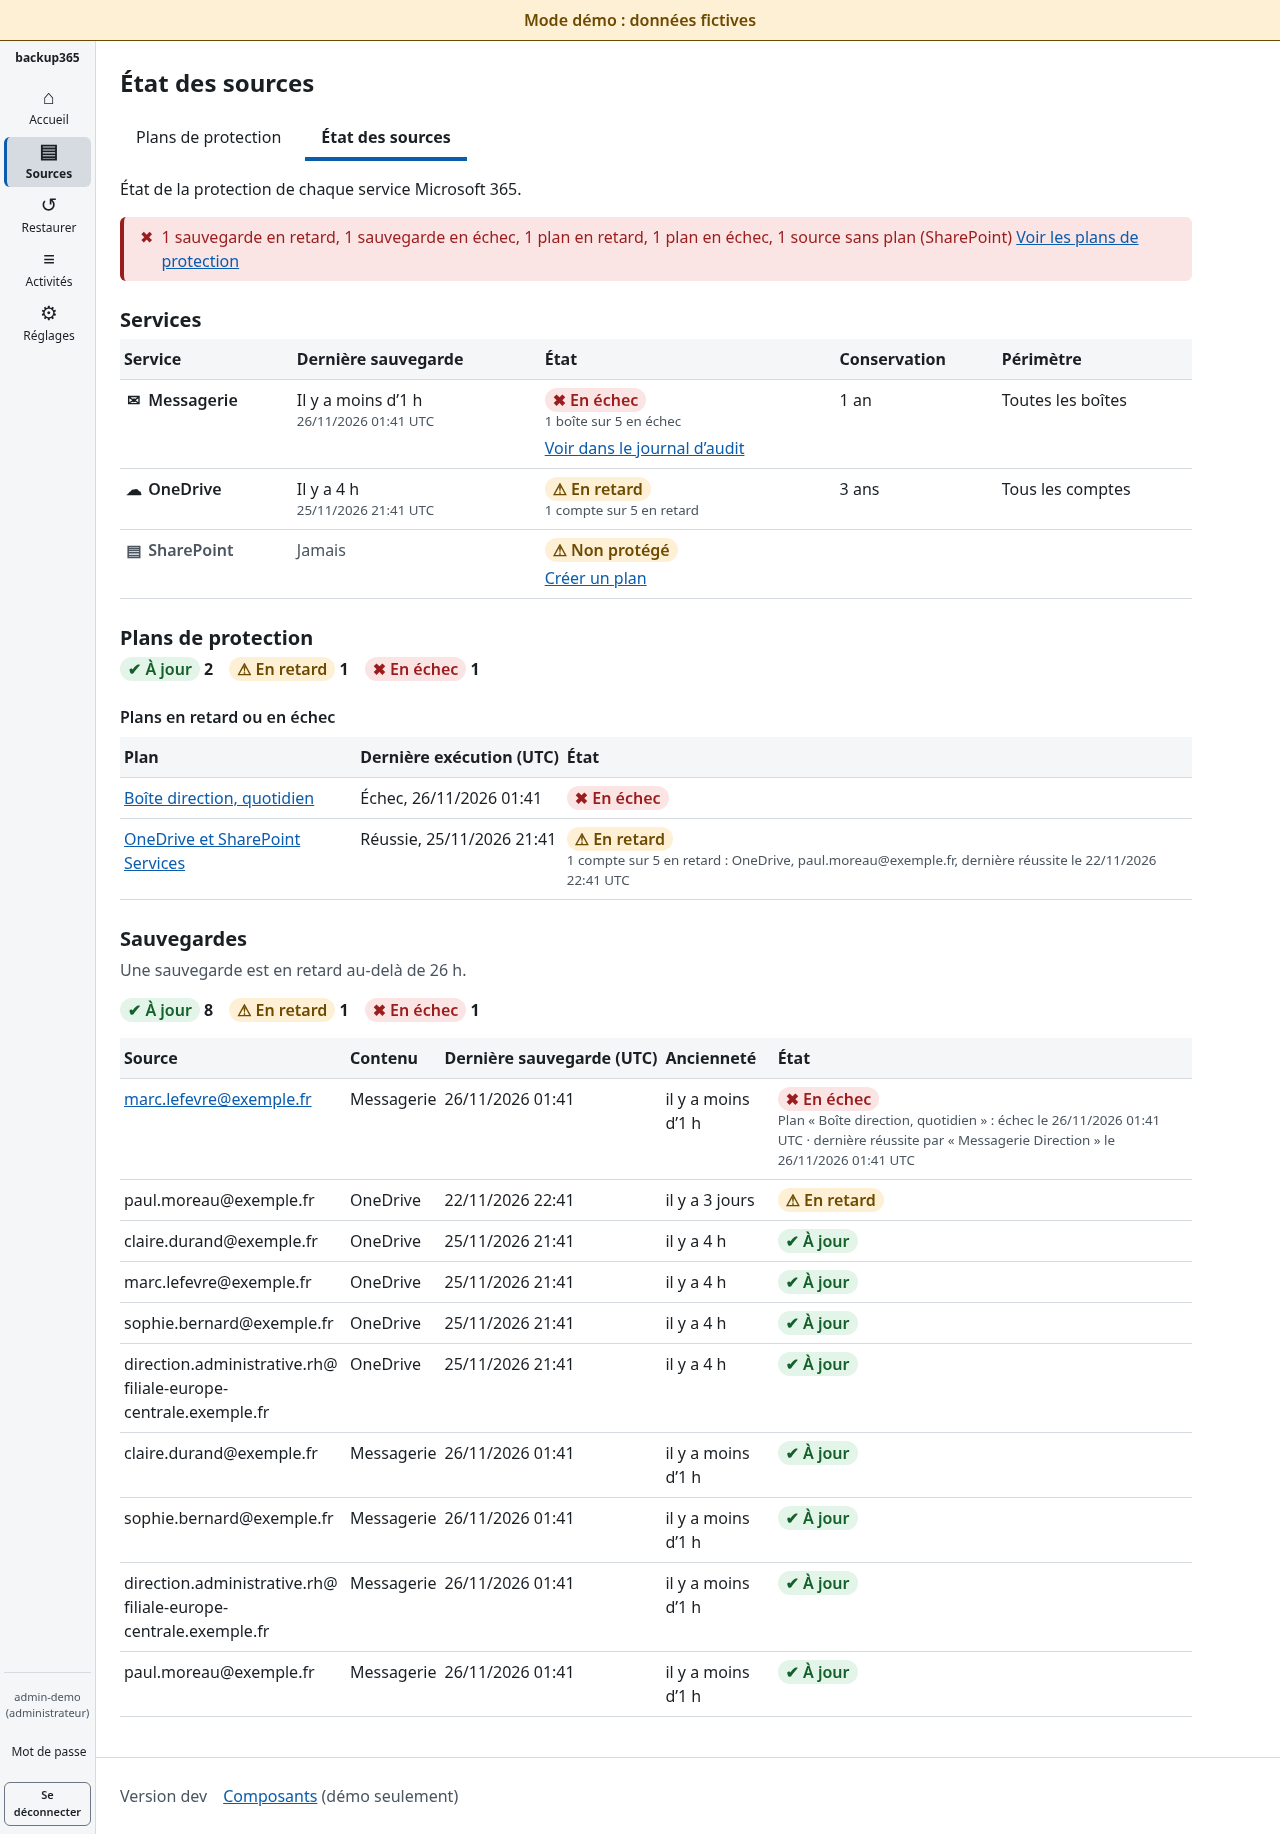 Mode démo : données fictives
backup365
Accueil
Sources
Restaurer
Activités
Réglages
admin-demo
(administrateur)
Mot de passe
Se
déconnecter
État des sources
Plans de protection État des sources
État de la protection de chaque service Microsoft 365.
✖ 1 sauvegarde en retard, 1 sauvegarde en échec, 1 plan en retard, 1 plan en échec, 1 source sans plan (SharePoint) Voir les plans de
protection
Services
Service Dernière sauvegarde État Conservation Périmètre
✉ Messagerie Il y a moins d’1 h ✖ En échec 1 an Toutes les boîtes
26/11/2026 01:41 UTC 1 boîte sur 5 en échec
Voir dans le journal d’audit
☁ OneDrive Il y a 4 h ⚠ En retard 3 ans Tous les comptes
25/11/2026 21:41 UTC 1 compte sur 5 en retard
▤ SharePoint Jamais ⚠ Non protégé
Créer un plan
Plans de protection
✔ À jour 2 ⚠ En retard 1 ✖ En échec 1
Plans en retard ou en échec
Plan Dernière exécution (UTC) État
Boîte direction, quotidien Échec, 26/11/2026 01:41 ✖ En échec
OneDrive et SharePoint Réussie, 25/11/2026 21:41 ⚠ En retard
Services 1 compte sur 5 en retard : OneDrive, paul.moreau@exemple.fr, dernière réussite le 22/11/2026
22:41 UTC
Sauvegardes
Une sauvegarde est en retard au-delà de 26 h.
✔ À jour 8 ⚠ En retard 1 ✖ En échec 1
Source Contenu Dernière sauvegarde (UTC) Ancienneté État
marc.lefevre@exemple.fr Messagerie 26/11/2026 01:41 il y a moins ✖ En échec
d’1 h Plan « Boîte direction, quotidien » : échec le 26/11/2026 01:41
UTC · dernière réussite par « Messagerie Direction » le
26/11/2026 01:41 UTC
paul.moreau@exemple.fr OneDrive 22/11/2026 22:41 il y a 3 jours ⚠ En retard
claire.durand@exemple.fr OneDrive 25/11/2026 21:41 il y a 4 h ✔ À jour
marc.lefevre@exemple.fr OneDrive 25/11/2026 21:41 il y a 4 h ✔ À jour
sophie.bernard@exemple.fr OneDrive 25/11/2026 21:41 il y a 4 h ✔ À jour
direction.administrative.rh@ OneDrive 25/11/2026 21:41 il y a 4 h ✔ À jour
filiale-europe-
centrale.exemple.fr
claire.durand@exemple.fr Messagerie 26/11/2026 01:41 il y a moins ✔ À jour
d’1 h
sophie.bernard@exemple.fr Messagerie 26/11/2026 01:41 il y a moins ✔ À jour
d’1 h
direction.administrative.rh@ Messagerie 26/11/2026 01:41 il y a moins ✔ À jour
filiale-europe- d’1 h
centrale.exemple.fr
paul.moreau@exemple.fr Messagerie 26/11/2026 01:41 il y a moins ✔ À jour
d’1 h
Version dev Composants (démo seulement)